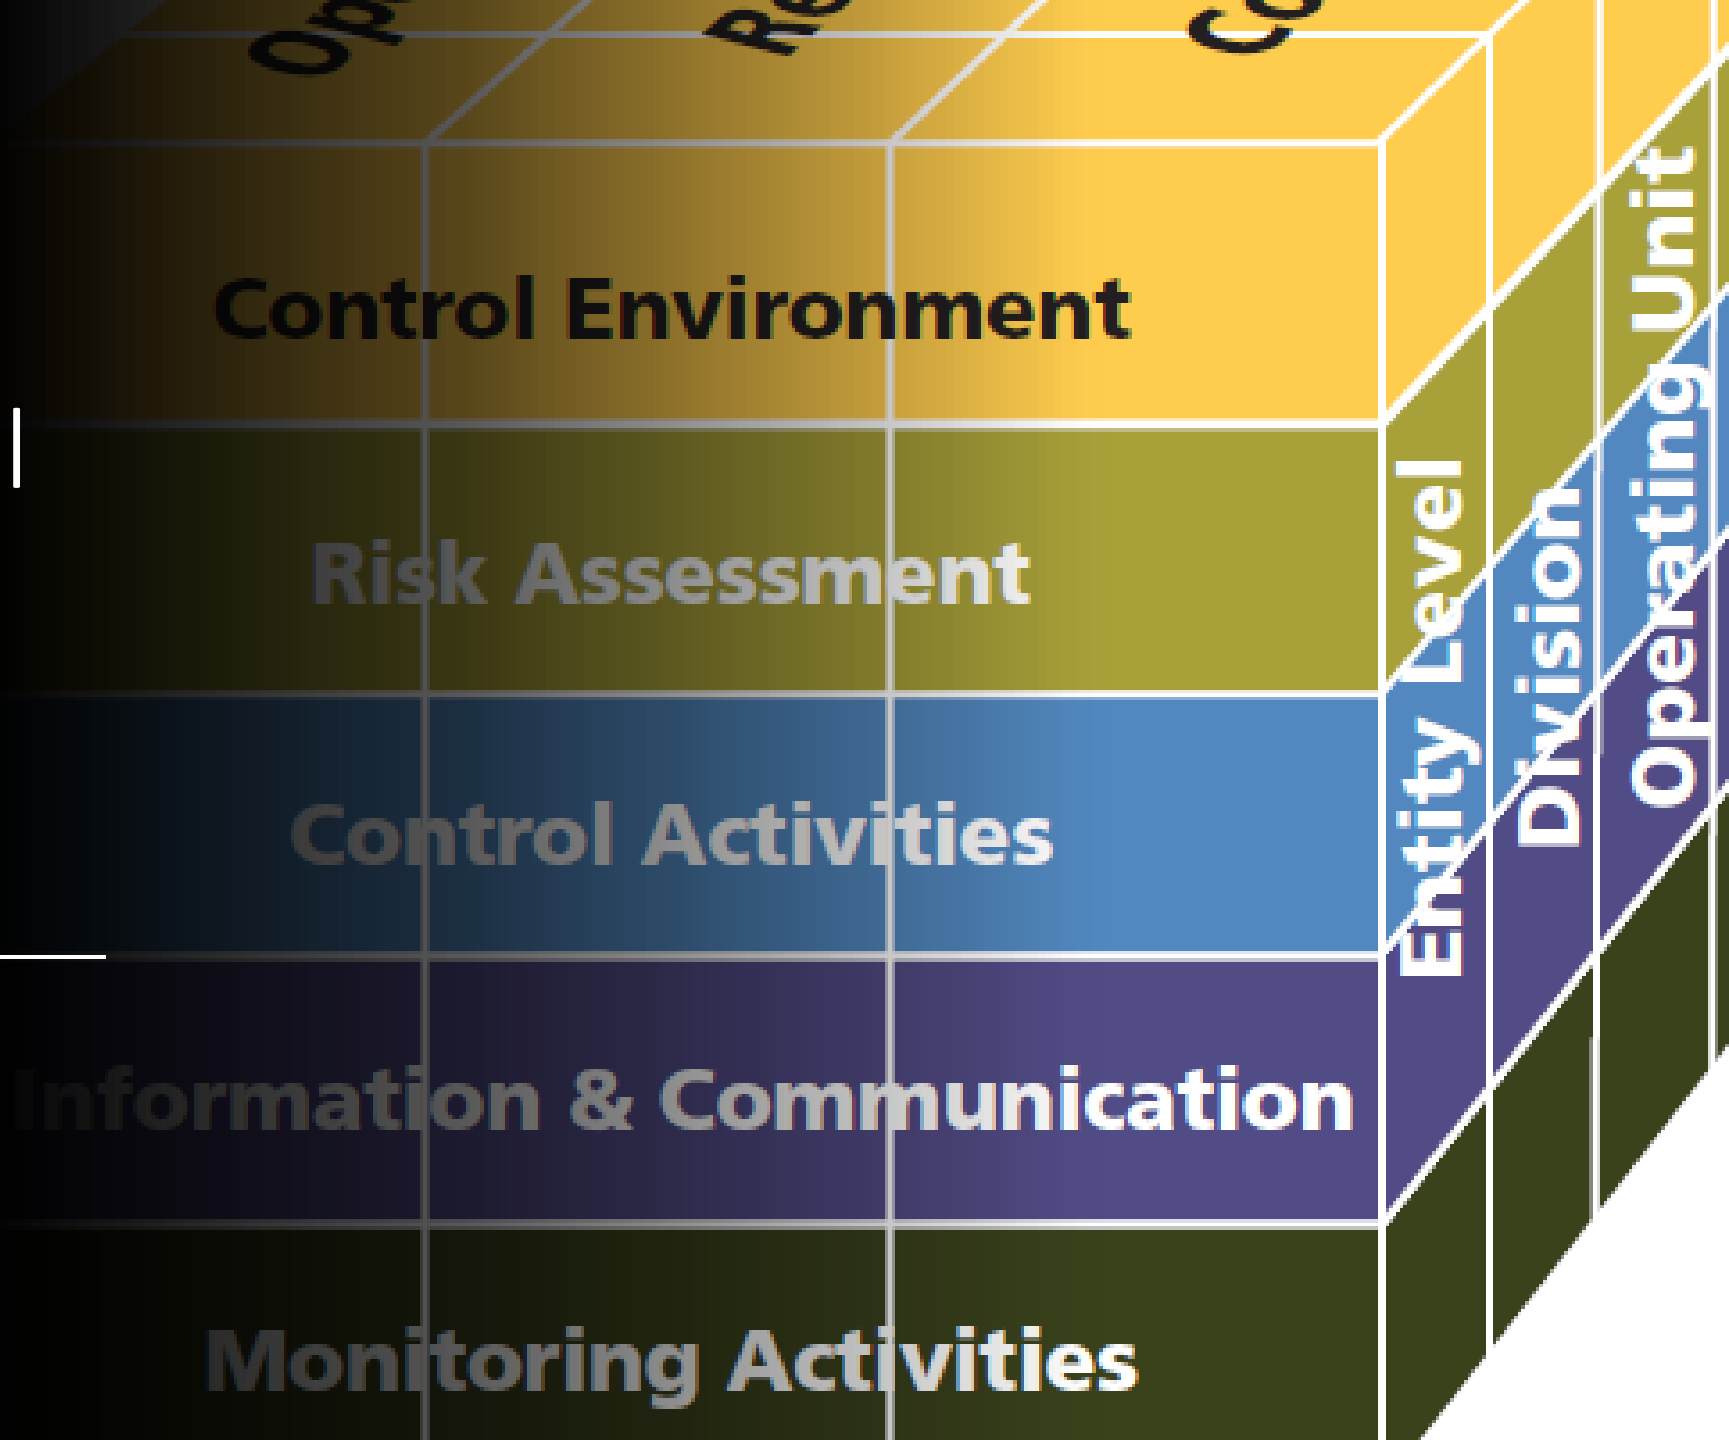 Control Environment
Risk Assessment
Control Activities
Information & Communication
Monitoring Activities
Entity Level
Division
Operating Unit